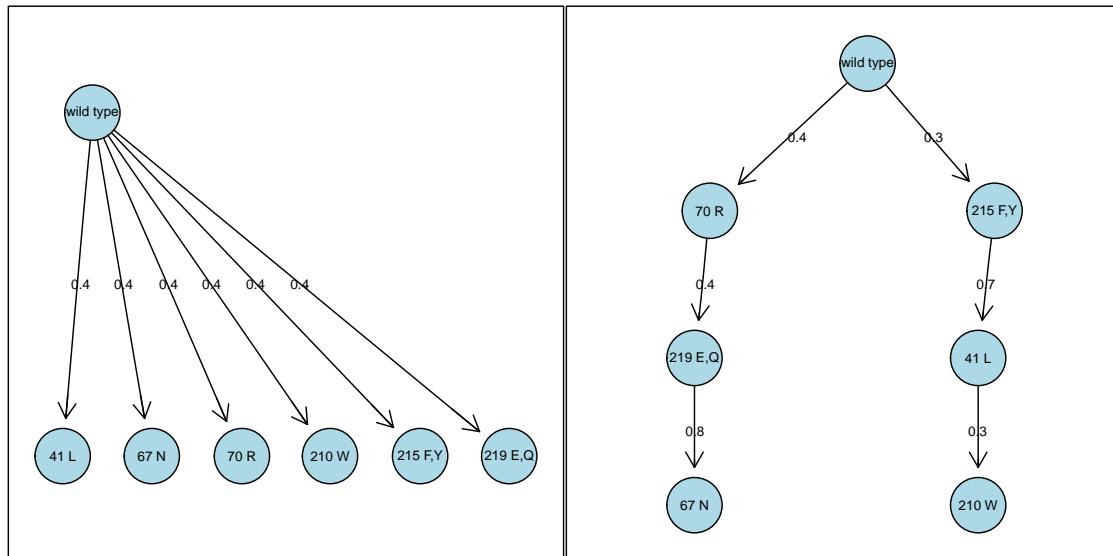 wild type
0.4 0.4 0.4 0.4 0.4 0.4
41 L 67 N 70 R 210 W 215 F,Y 219 E,Q
wild type
0.4 0.3
70 R 215 F,Y
0.4 0.7
219 E,Q 41 L
0.8 0.3
67 N 210 W